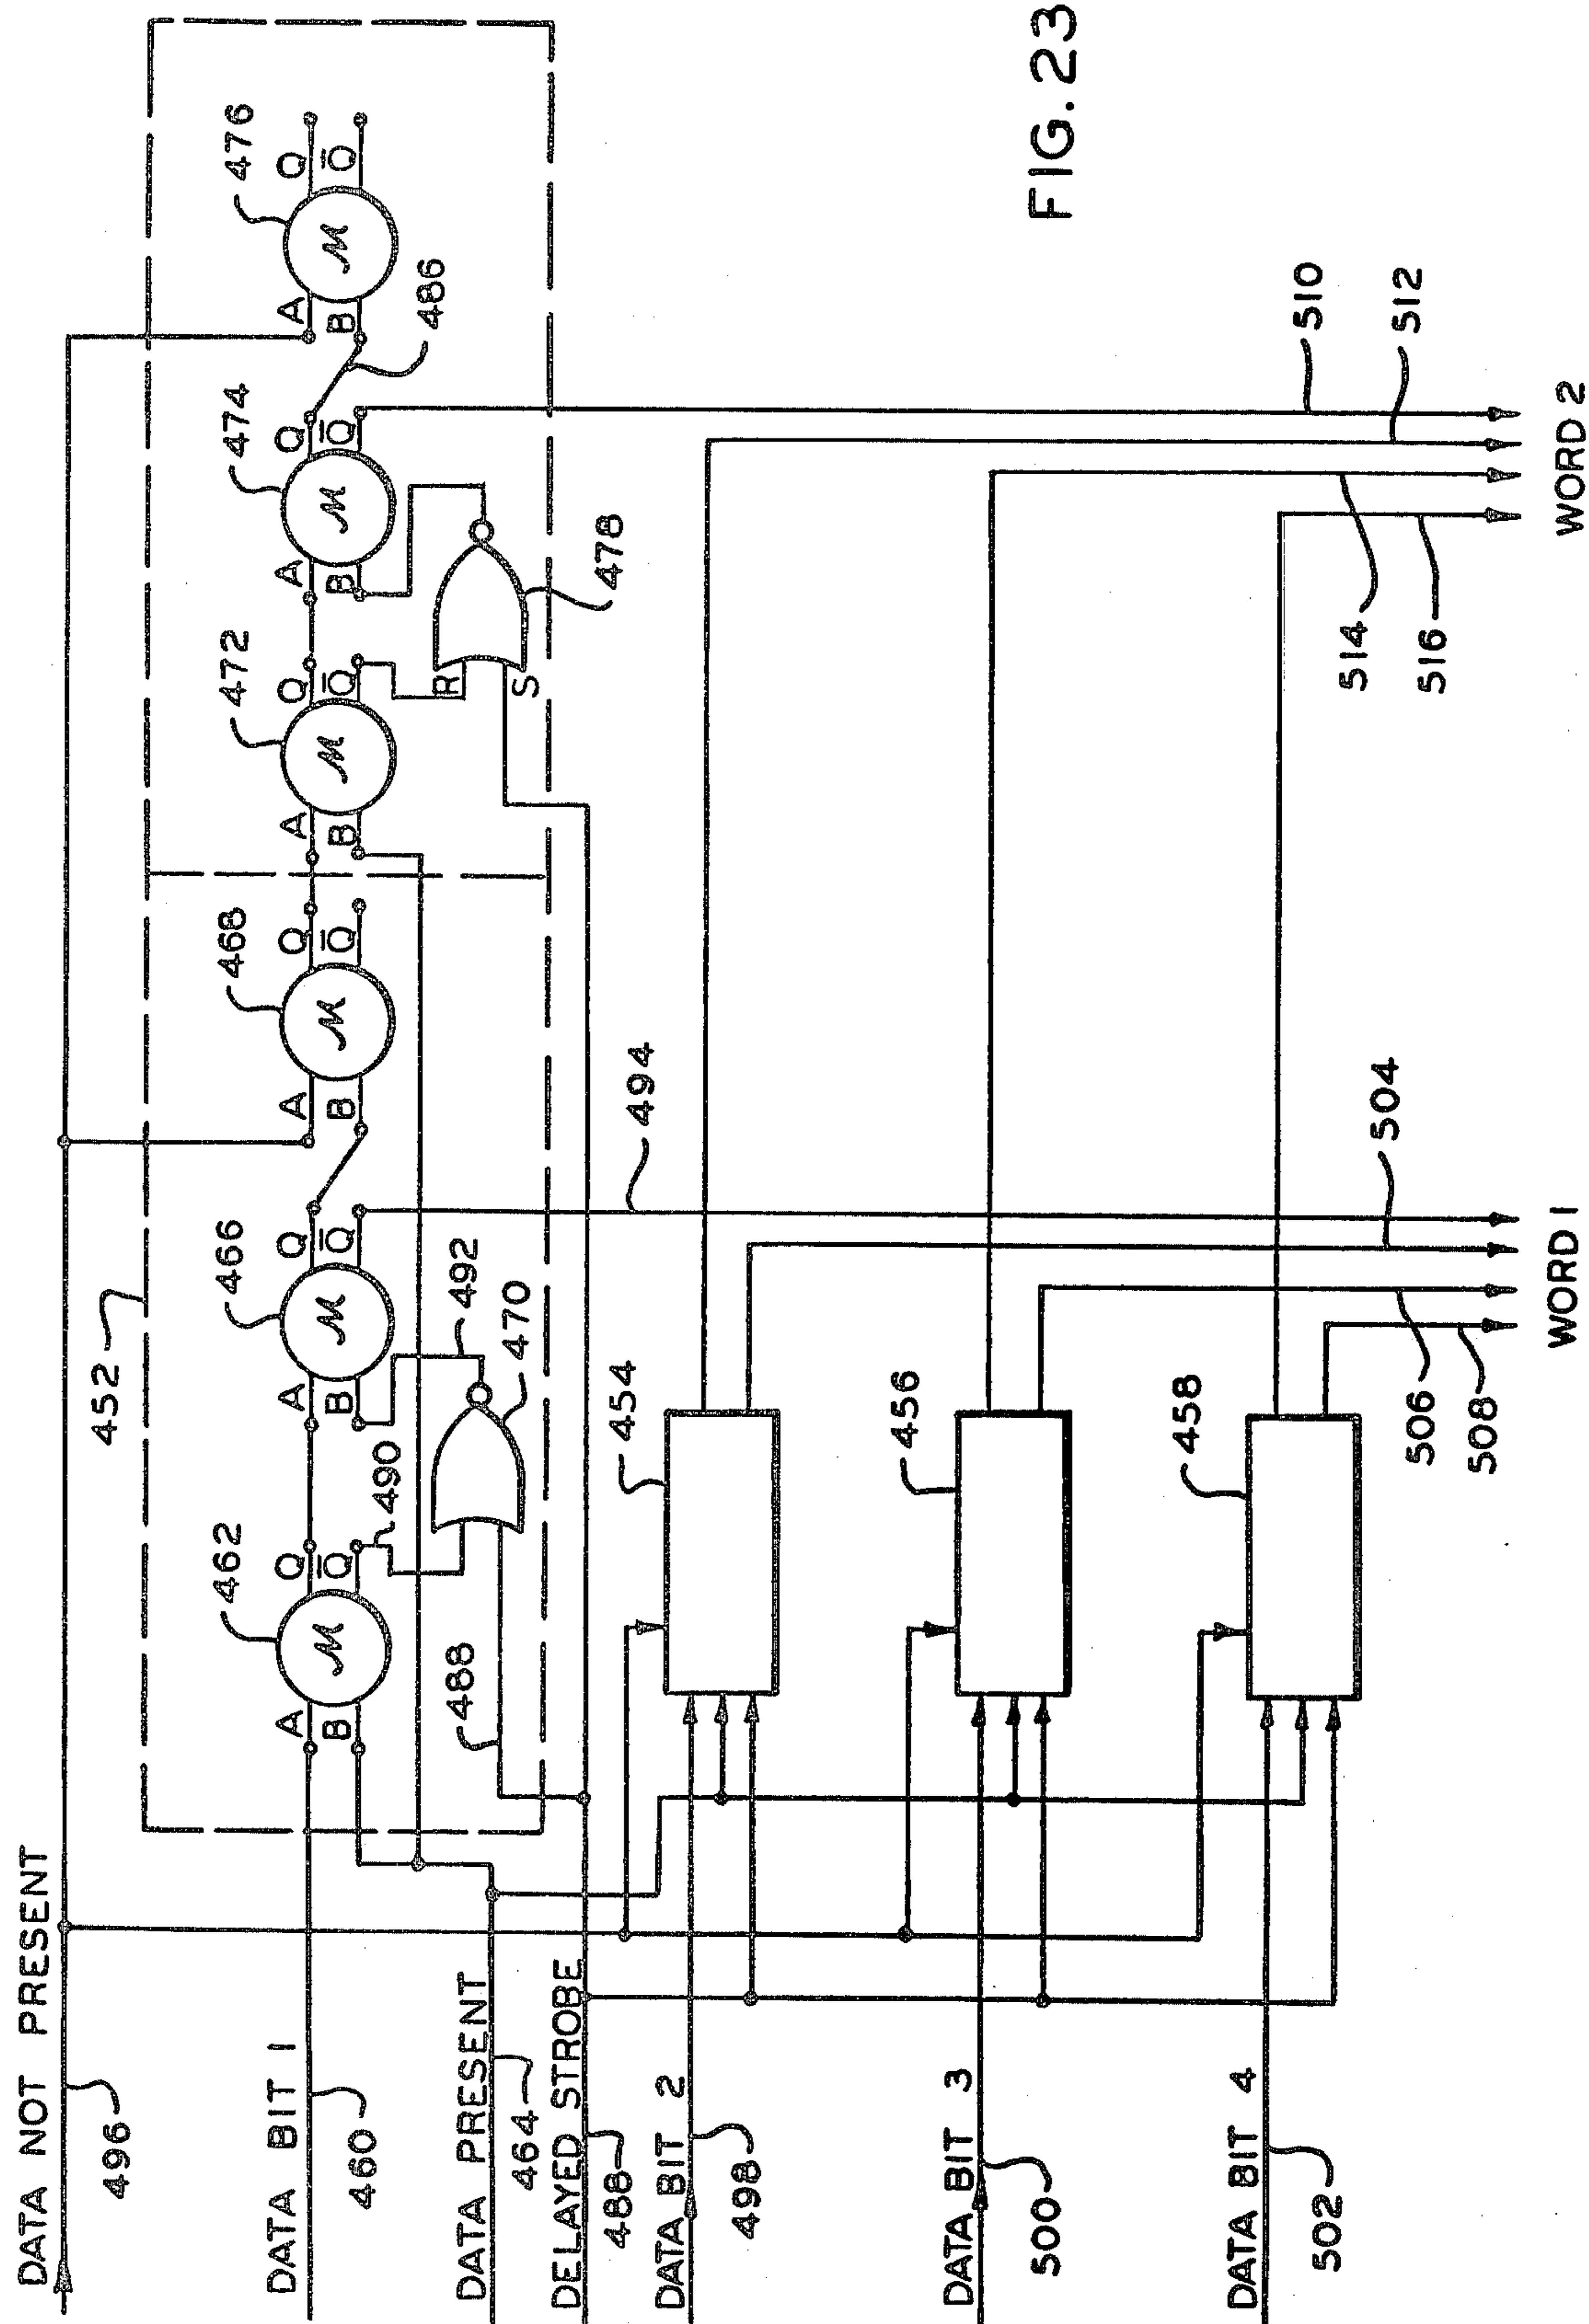 DATA NOT PRESENT
496
452
462
466
468
472
474
476
DATA BIT 1
460
A
B
M
Q
Q̅
A
B
M
Q
Q̅
A
B
M
Q
Q̅
A
B
M
Q
Q̅
A
B
M
Q
Q̅
A
B
M
Q
Q̅
490
492
486
R
S
DATA PRESENT
464
488
470
478
DELAYED STROBE
488
454
494
DATA BIT 2
498
456
DATA BIT 3
500
FIG. 23
458
DATA BIT 4
502
506
508
504
514
516
510
512
WORD 1
WORD 2